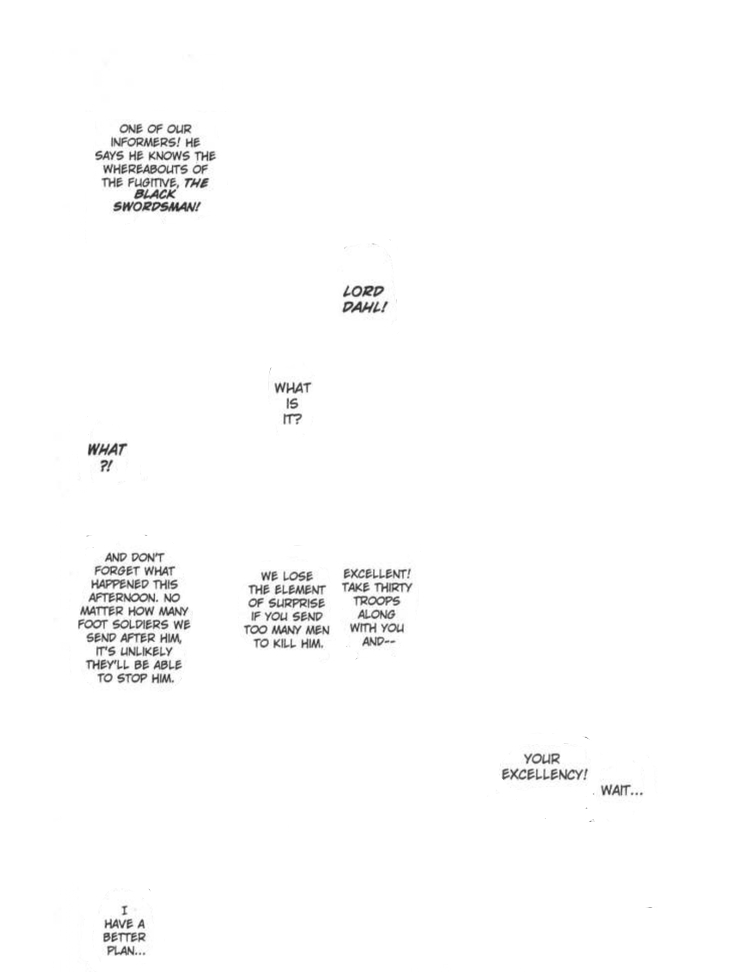 LORD
DAHL!
WHAT
IS
IT?
ONE OF OUR
INFORMERS! HE
SAYS HE KNOWS THE
WHEREABOUTS OF
THE FUGITIVE, THE
BLACK
SWORDSMAN!
WHAT
?!
EXCELLENT!
TAKE THIRTY
TROOPS
ALONG
WITH YOU
AND--
WE LOSE
THE ELEMENT
OF SURPRISE
IF YOU SEND
TOO MANY MEN
TO KILL HIM.
AND DON'T
FORGET WHAT
HAPPENED THIS
AFTERNOON. NO
MATTER HOW MANY
FOOT SOLDIERS WE
SEND AFTER HIM,
IT'S UNLIKELY
THEY'LL BE ABLE
TO STOP HIM.
WAIT...
YOUR
EXCELLENCY!
I
HAVE A
BETTER
PLAN...